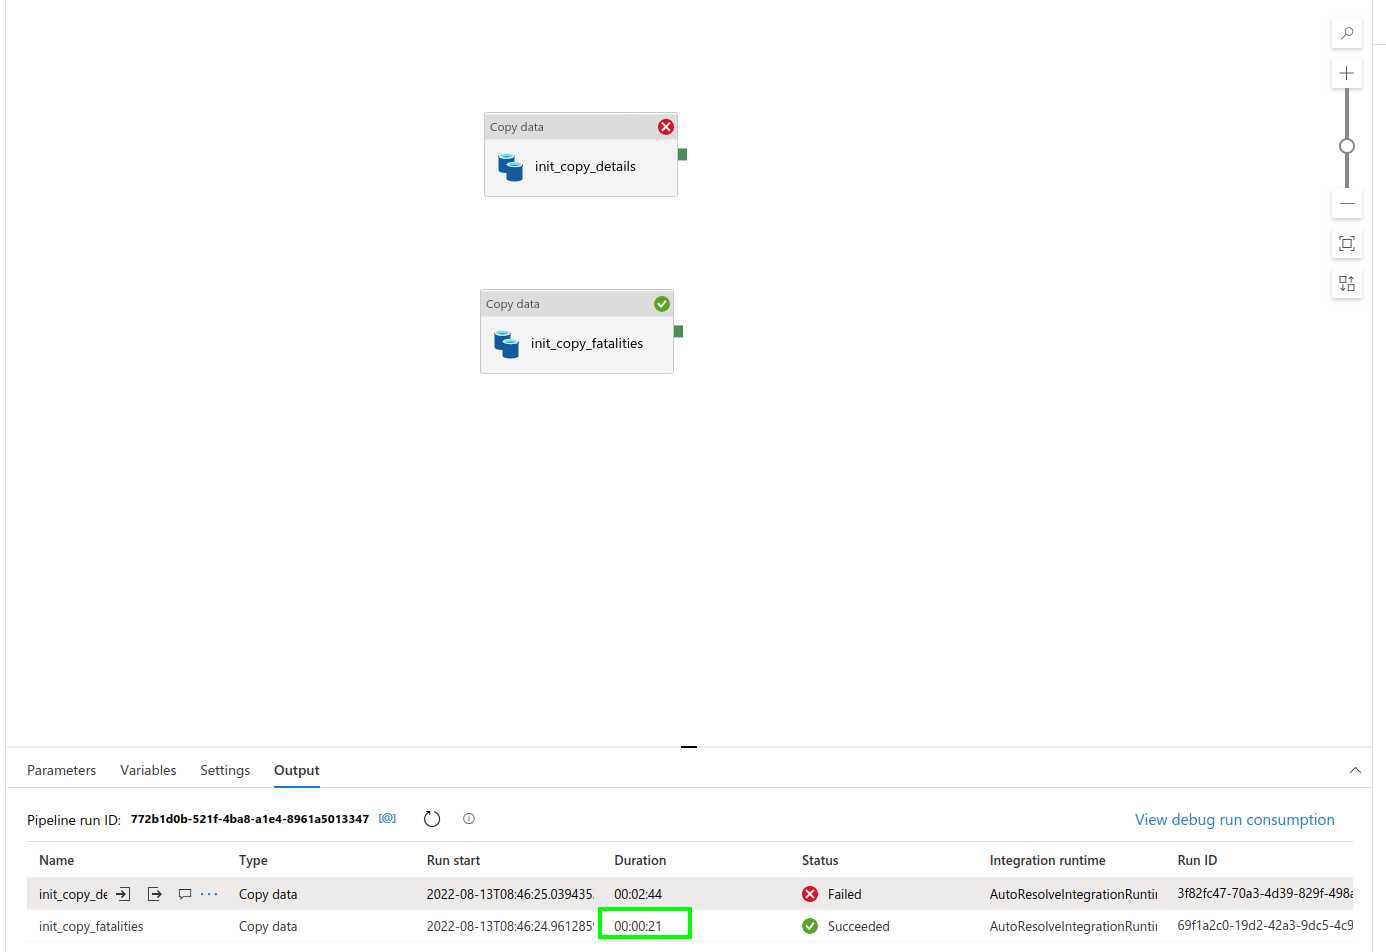 Copy data
init_copy_details
Copy data
init_copy_fatalities
Parameters Variables Settings Output
Pipeline run ID: 772b1d0b-521f-4ba8-a1e4-8961a5013347 [@] View debug run consumption
Name Type Run start Duration Status Integration runtime Run ID
init_copy_de ... Copy data 2022-08-13T08:46:25.039435 00:02:44 Failed AutoResolveIntegrationRunti 3f82fc47-70a3-4d39-829f-498a
init_copy_fatalities Copy data 2022-08-13T08:46:24.961285 00:00:21 Succeeded AutoResolveIntegrationRunti 69f1a2c0-19d2-42a3-9dc5-4c9